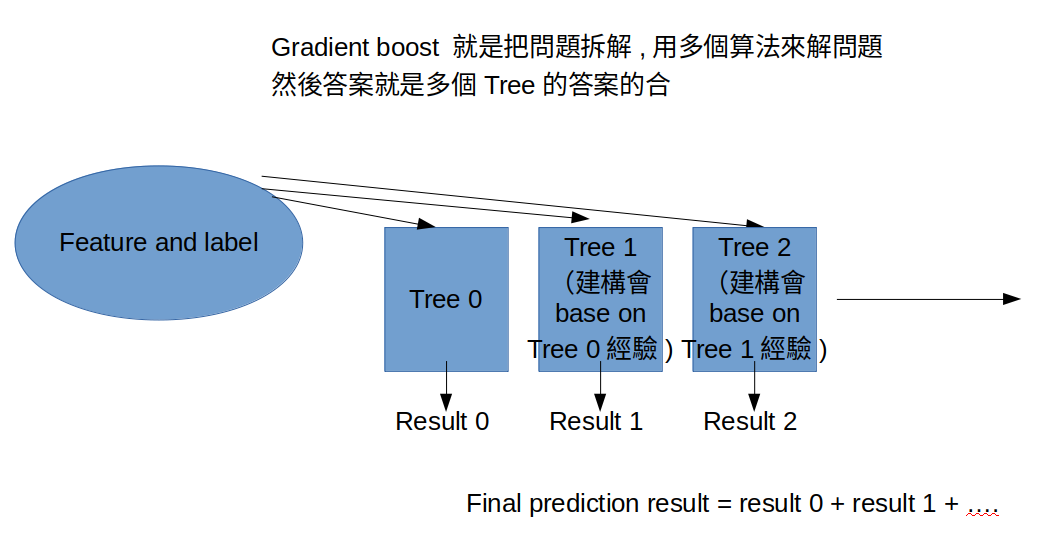 Gradient boost 就是把問題拆解 , 用多個算法來解問題
然後答案就是多個 Tree 的答案的合
Feature and label
Tree 0
Tree 1
（建構會
base on
Tree 0 經驗 )
Tree 2
（建構會
base on
Tree 1 經驗 )
Result 0
Result 1
Result 2
Final prediction result = result 0 + result 1 + ....